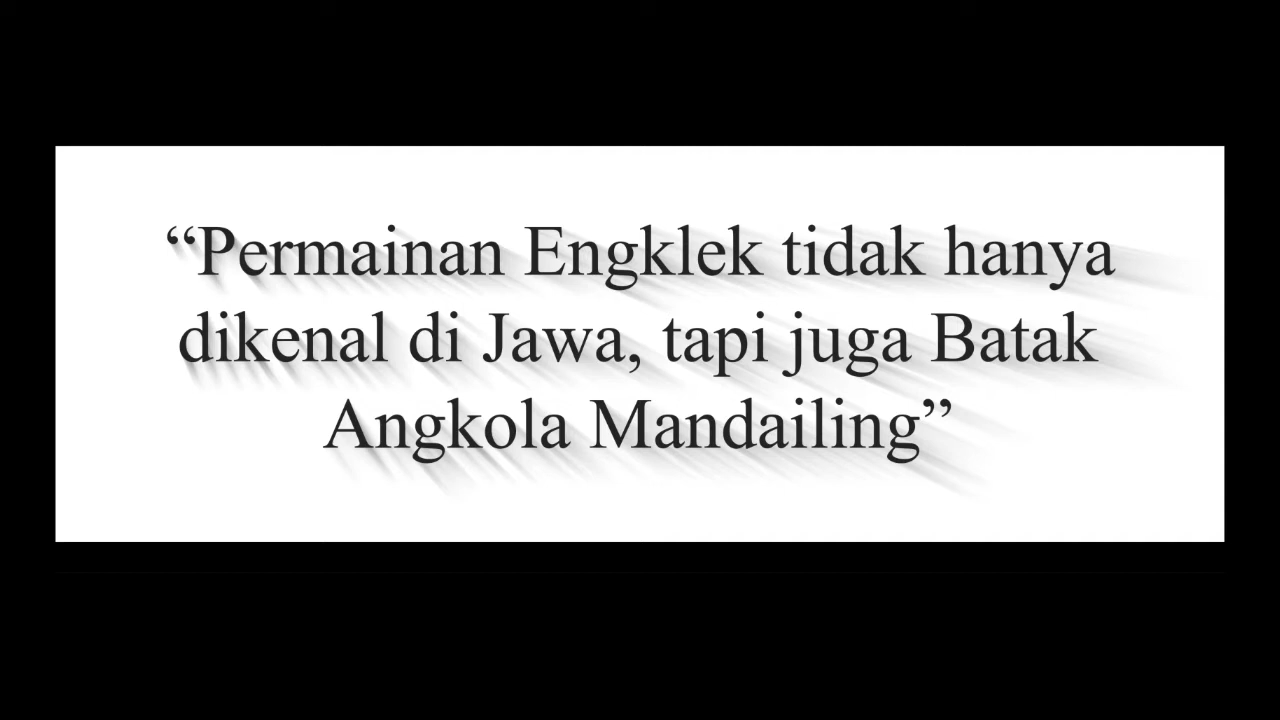 “Permainan Engklek tidak hanya
dikenal di Jawa, tapi juga Batak
Angkola Mandailing”